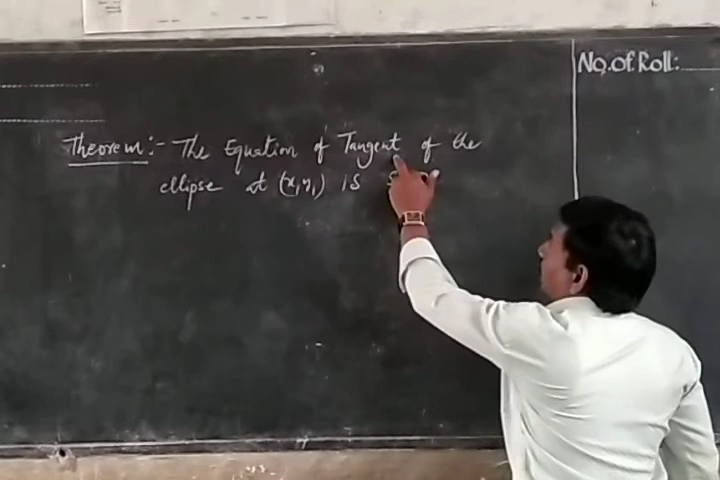 No.of.Roll:
Theorem:- The Equation of Tangent of the
ellipse at (x, y,) is